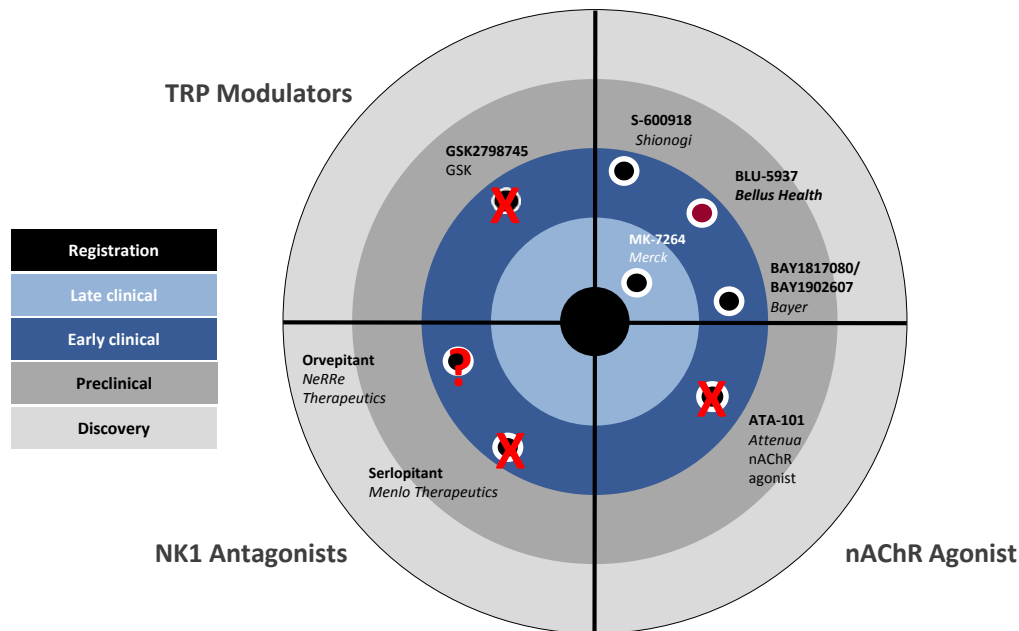 TRP Modulators
S-600918
Shionogi
GSK2798745
GSK
BLU-5937
Bellus Health
MK-7264
Merck
BAY1817080/
BAY1902607
Bayer
Registration
Late clinical
Early clinical
Preclinical
Discovery
X
Orvepitant
NeRRe
Therapeutics
?
X
ATA-101
Attenua
nAChR
agonist
Serlopitant
Menlo Therapeutics
X
NK1 Antagonists
nAChR Agonist